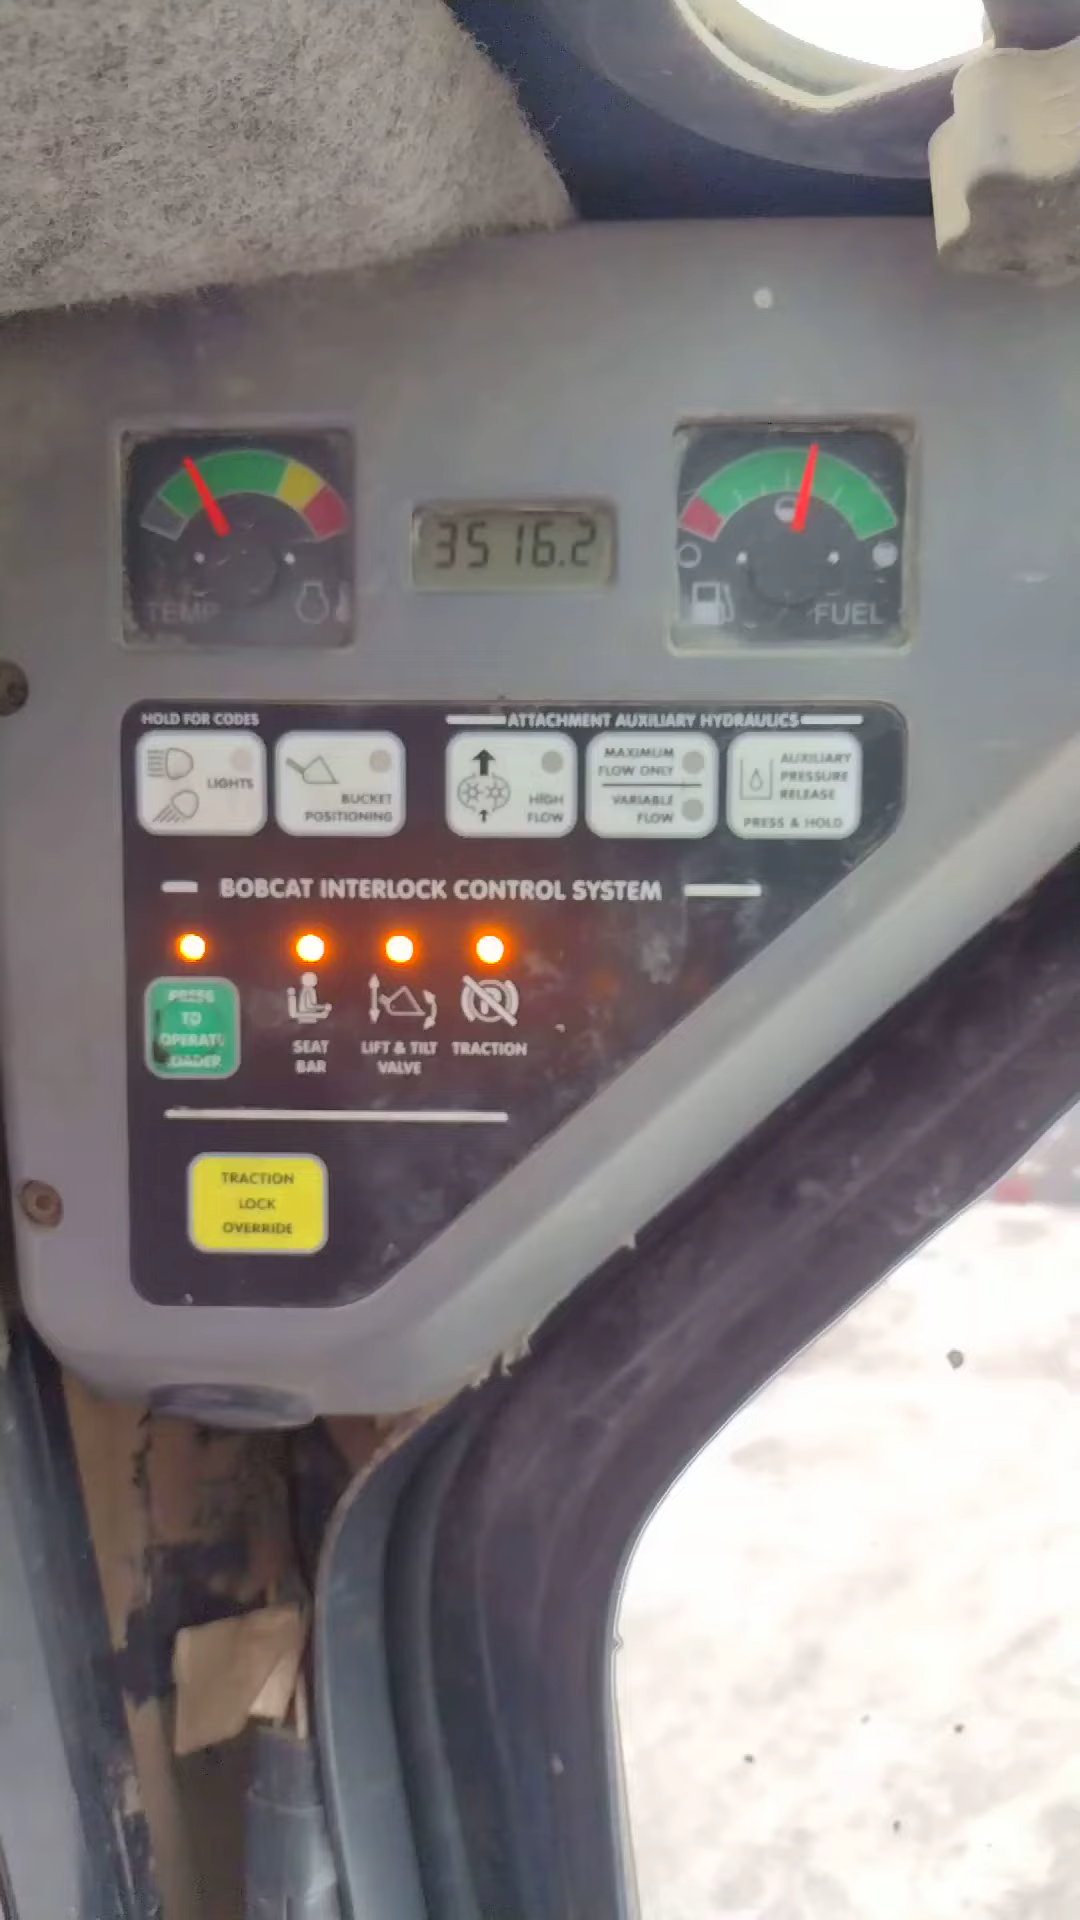 TEMP
3516.2
FUEL
HOLD FOR CODES
ATTACHMENT AUXILIARY HYDRAULICS
LIGHTS
BUCKET
POSITIONING
HIGH
FLOW
MAXIMUM
FLOW ONLY
VARIABLE
FLOW
AUXILIARY
PRESSURE
RELEASE
PRESS & HOLD
BOBCAT INTERLOCK CONTROL SYSTEM
PRESS
TO
OPERATE
LOADER
SEAT
BAR
LIFT & TILT
VALVE
TRACTION
TRACTION
LOCK
OVERRIDE